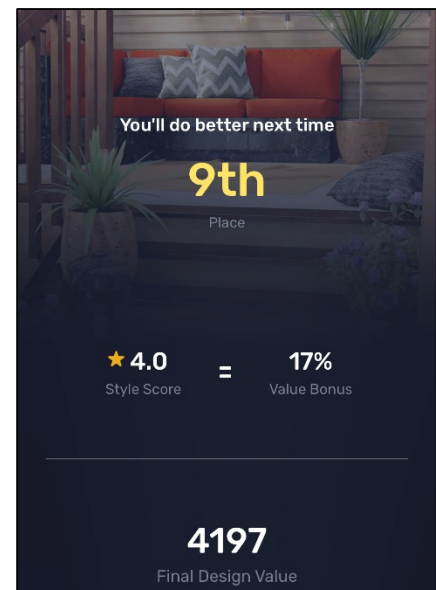 You'll do better next time
9th
Place
4.0 = 17%
Style Score Value Bonus
4197
Final Design Value